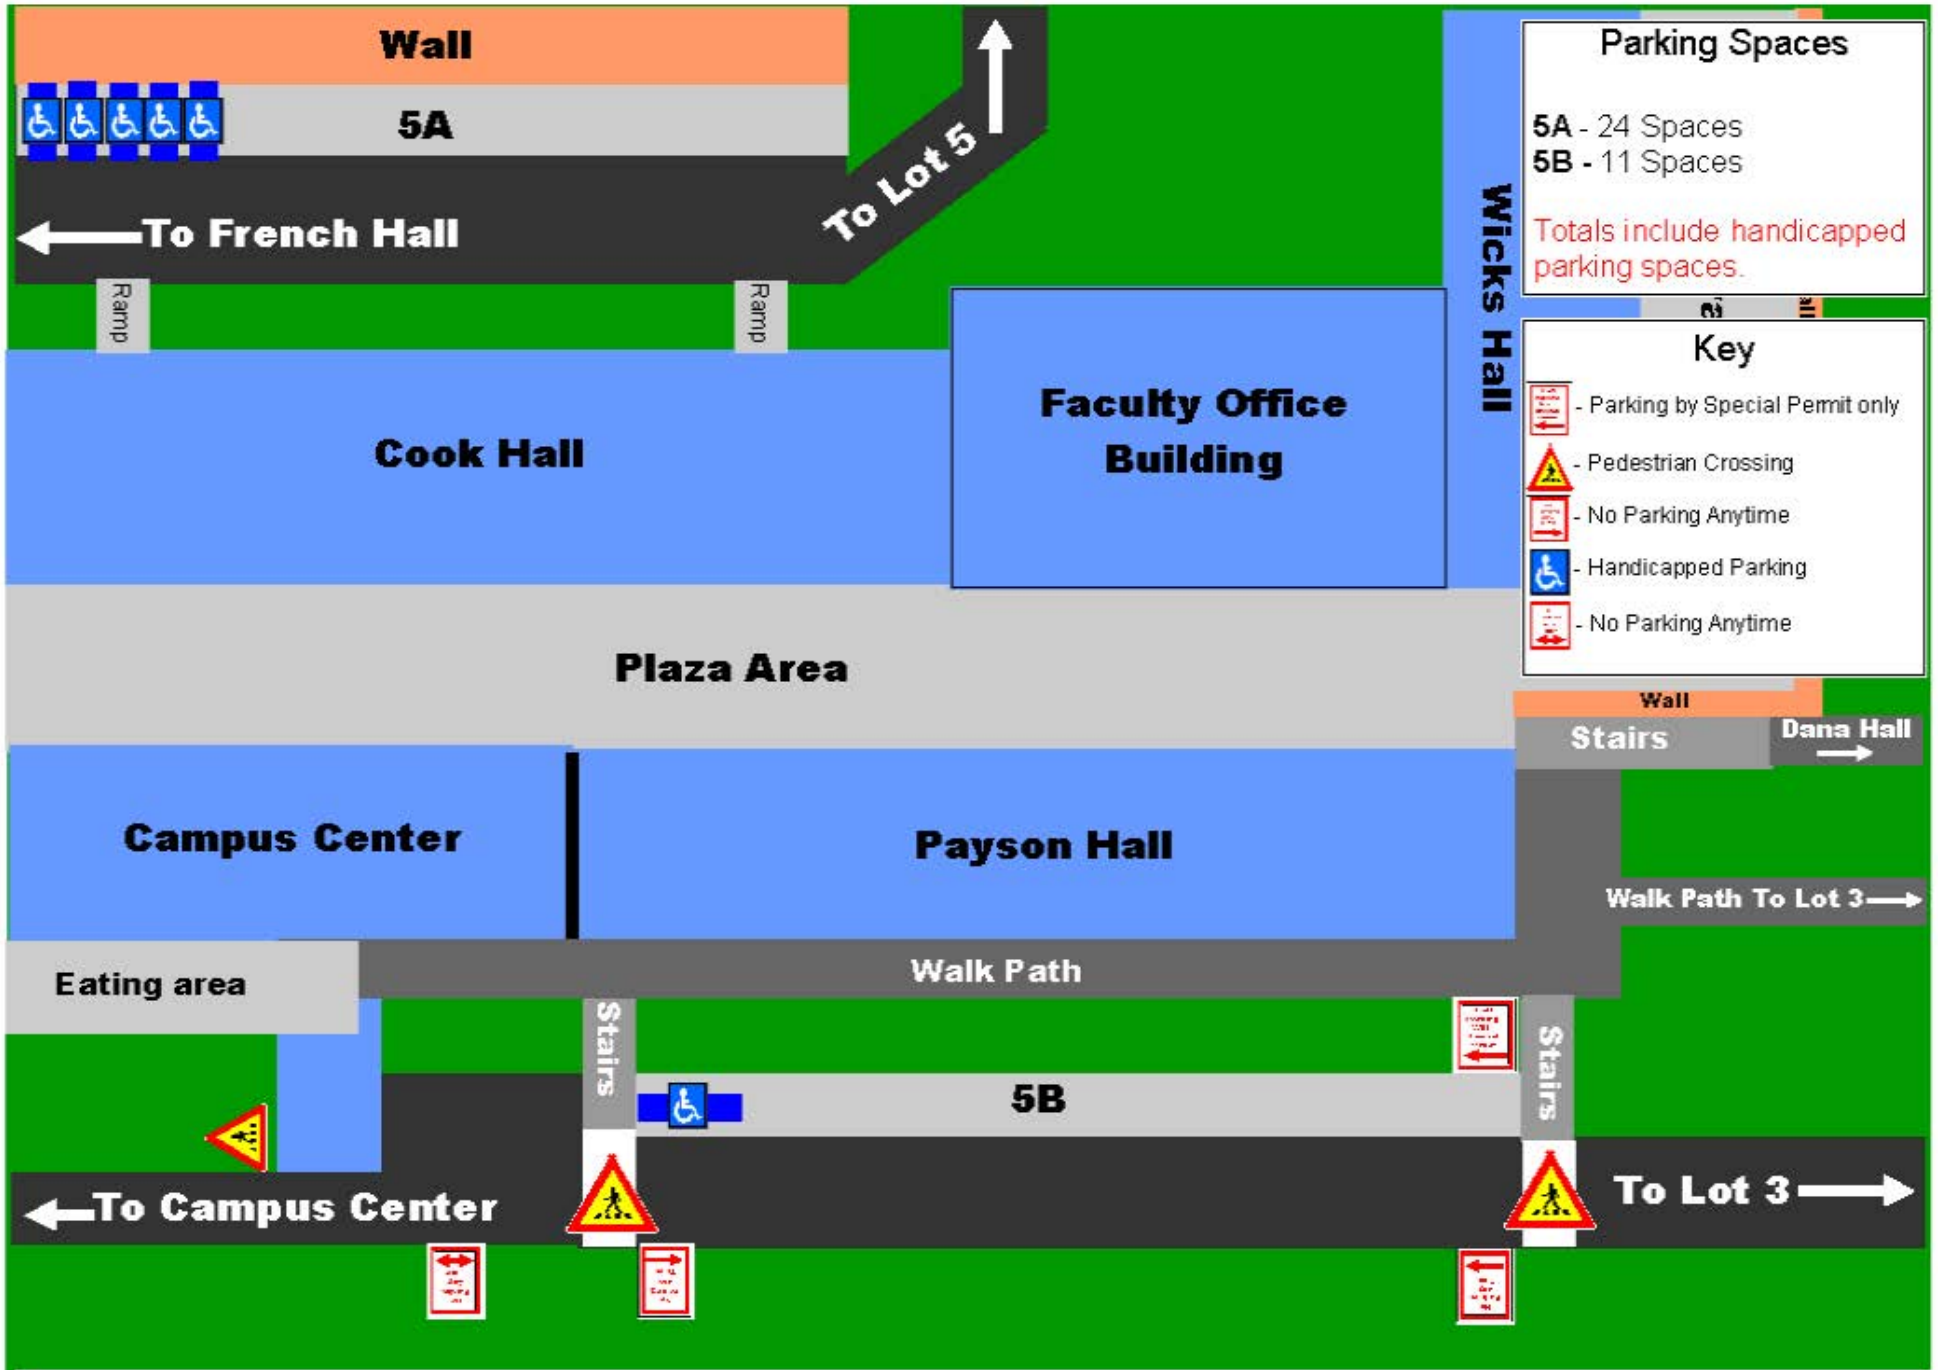 Wall
5A
To Lot 5
To French Hall
Ramp
Ramp
Wicks Hall
Parking Spaces
5A - 24 Spaces
5B - 11 Spaces
Totals include handicapped
parking spaces.
Key
- Parking by Special Permit only
- Pedestrian Crossing
- No Parking Anytime
- Handicapped Parking
- No Parking Anytime
Cook Hall
Faculty Office
Building
Plaza Area
Wall
Stairs
Dana Hall
Campus Center
Payson Hall
Walk Path To Lot 3
Eating area
Walk Path
Stairs
Stairs
5B
To Campus Center
To Lot 3